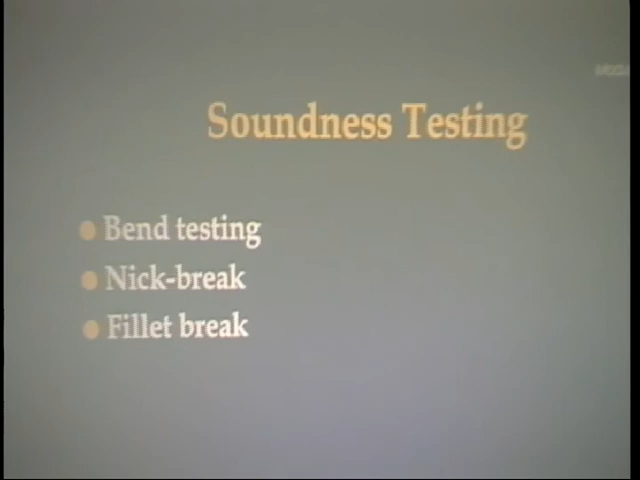 Soundness Testing
Bend testing
Nick-break
Fillet break